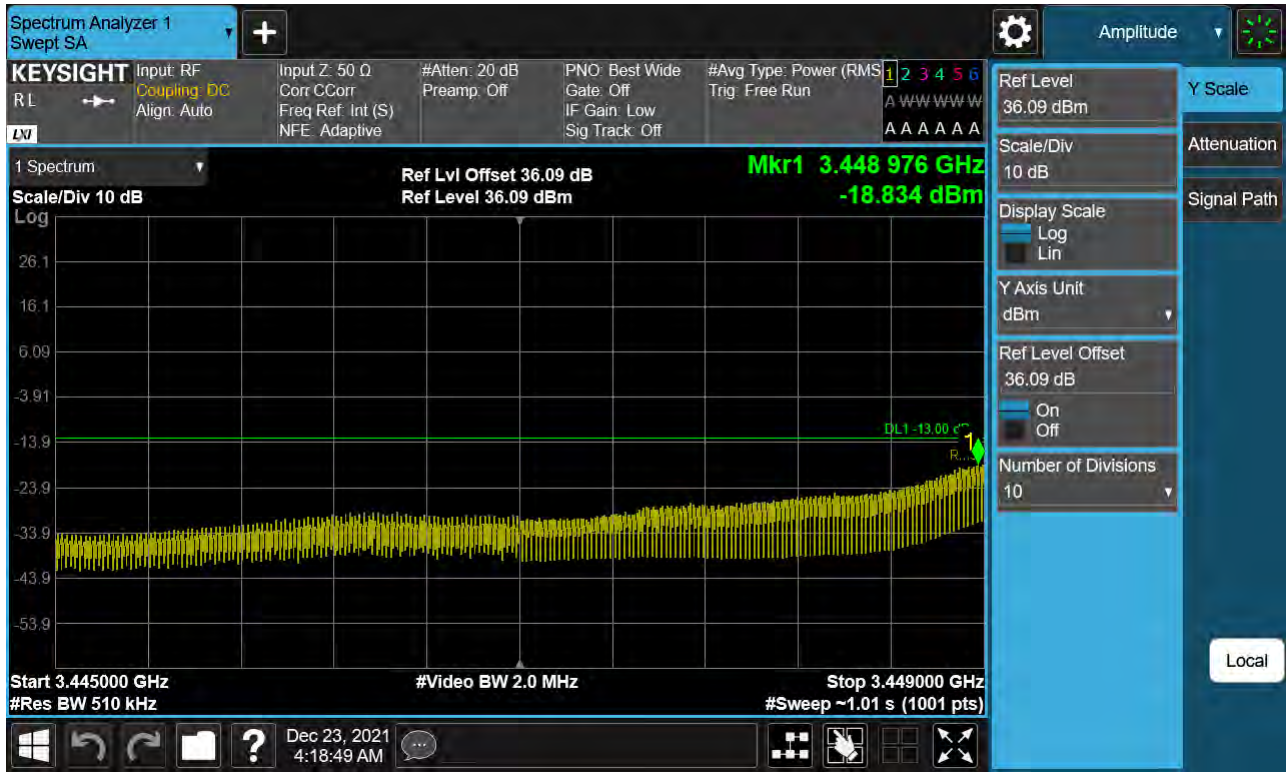 Spectrum Analyzer 1
Swept SA
+
Amplitude
KEYSIGHT
RL
LXI
Input: RF
Coupling: DC
Align: Auto
Input Z: 50 Ω
Corr CCorr
Freq Ref: Int (S)
NFE: Adaptive
#Atten: 20 dB
Preamp: Off
PNO: Best Wide
Gate: Off
IF Gain: Low
Sig Track: Off
#Avg Type: Power (RMS
Trig: Free Run
1 2 3 4 5 6
A W W W W W
A A A A A A
1 Spectrum
Scale/Div 10 dB
Ref Lvl Offset 36.09 dB
Ref Level 36.09 dBm
Mkr1 3.448 976 GHz
-18.834 dBm
Log
26.1
16.1
6.09
-3.91
-13.9
-23.9
-33.9
-43.9
-53.9
DL1 -13.00
1
Start 3.445000 GHz
#Res BW 510 kHz
#Video BW 2.0 MHz
Stop 3.449000 GHz
#Sweep ~1.01 s (1001 pts)
Ref Level
36.09 dBm
Scale/Div
10 dB
Display Scale
Log
Lin
Y Axis Unit
dBm
Ref Level Offset
36.09 dB
On
Off
Number of Divisions
10
Y Scale
Attenuation
Signal Path
Local
?
Dec 23, 2021
4:18:49 AM